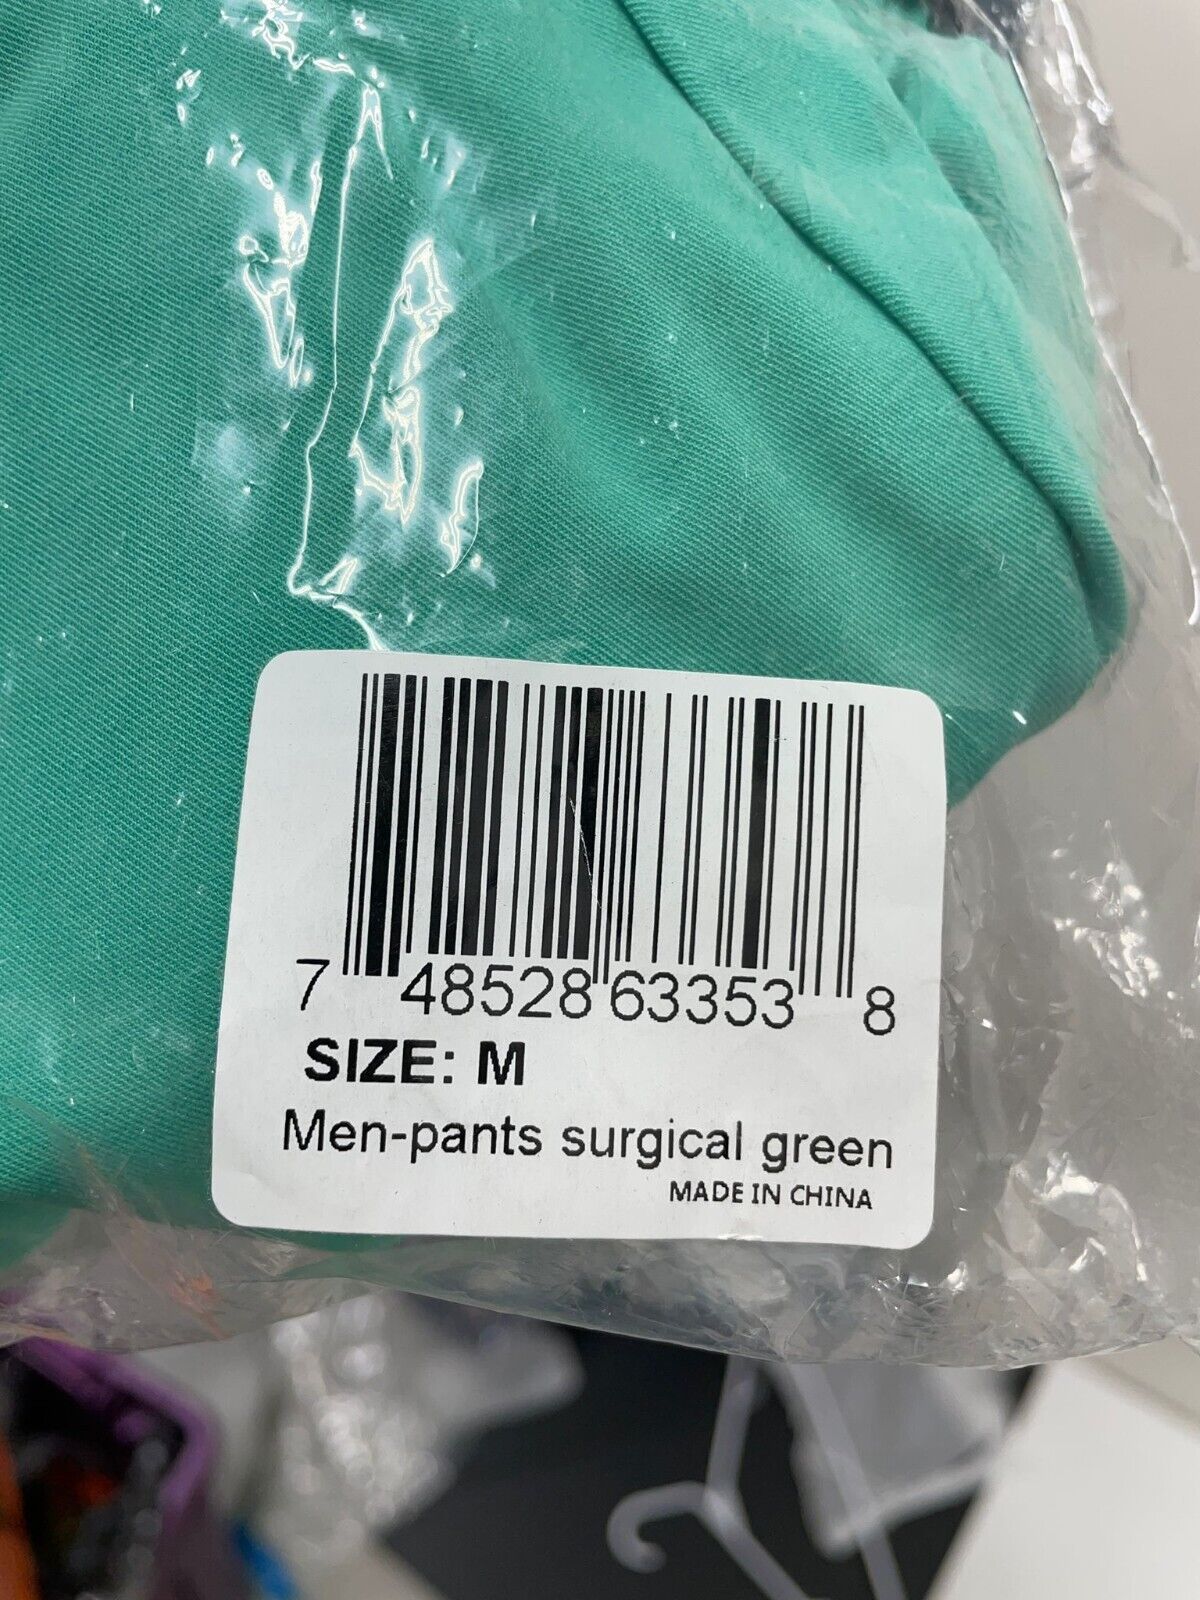 7 48528 63353 8
SIZE: M
Men-pants surgical green
MADE IN CHINA